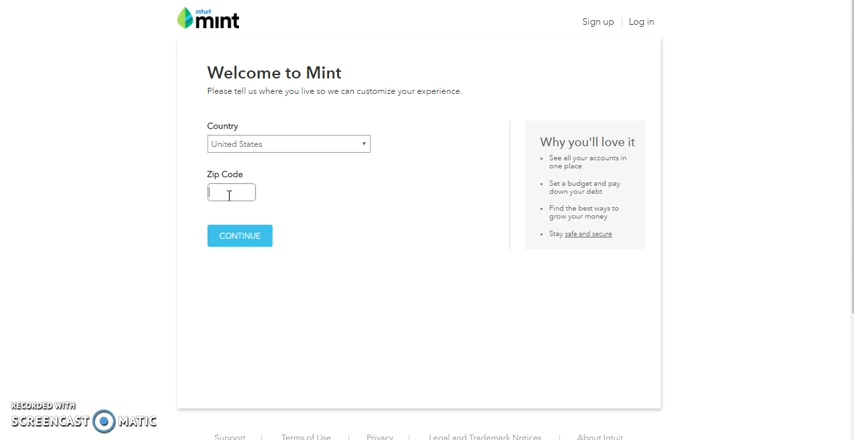 intuit
mint
Sign up | Log in
Welcome to Mint
Please tell us where you live so we can customize your experience.
Country
United States
Zip Code
CONTINUE
Why you'll love it
• See all your accounts in
one place
• Set a budget and pay
down your debt
• Find the best ways to
grow your money
• Stay safe and secure
RECORDED WITH
SCREENCAST MATIC
Support | Terms of Use | Privacy | Legal and Trademark Notices | About Intuit